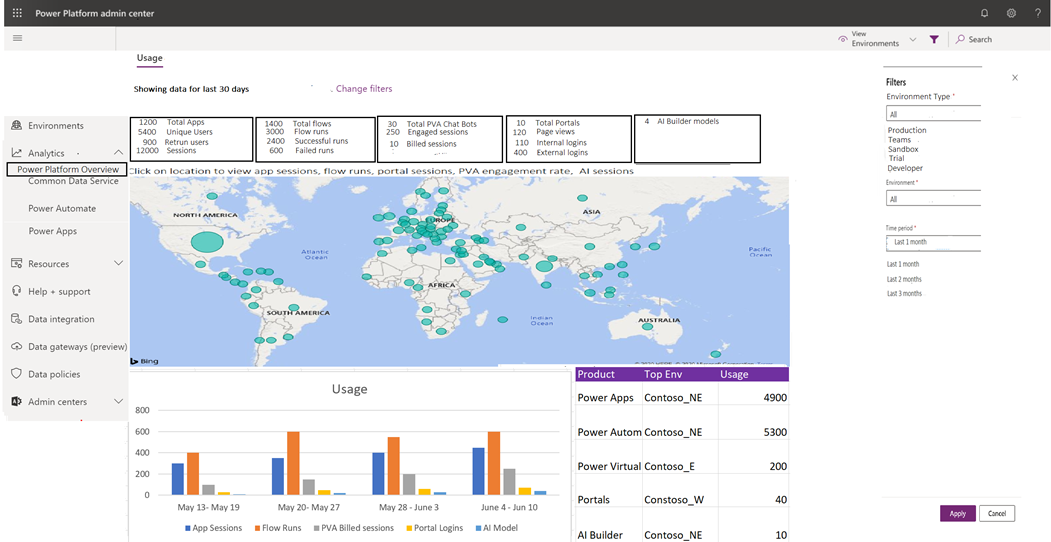 Power Platform admin center
?
View
Environments
Search
Usage
Showing data for last 30 days
Change filters
Environments
Analytics
Power Platform Overview
Common Data Service
Power Automate
Power Apps
Resources
Help + support
Data integration
Data gateways (preview)
Data policies
Admin centers
1200 Total Apps
5400 Unique Users
900 Retrun users
12000 Sessions
1400 Total flows
3000 Flow runs
2400 Successful runs
600 Failed runs
30 Total PVA Chat Bots
250 Engaged sessions
10 Billed sessions
10 Total Portals
120 Page views
110 Internal logins
400 External logins
4 AI Builder models
Click on location to view app sessions, flow runs, portal sessions, PVA engagement rate, AI sessions
NORTH AMERICA
EUROPE
ASIA
Atlantic
Ocean
Pacific
Ocean
AFRICA
SOUTH AMERICA
Indian
Ocean
AUSTRALIA
Bing
Usage
800
600
400
200
0
May 13- May 19
May 20- May 27
May 28 - June 3
June 4 - Jun 10
App Sessions
Flow Runs
PVA Billed sessions
Portal Logins
AI Model
Product Top Env Usage
Power Apps Contoso_NE 4900
Power Autom Contoso_NE 5300
Power Virtual Contoso_E 200
Portals Constoso_W 40
AI Builder Contoso_NE 10
Filters
Environment Type *
All
Production
Teams
Sandbox
Trial
Developer
Environment *
All
Time period *
Last 1 month
Last 1 month
Last 2 months
Last 3 months
Apply
Cancel